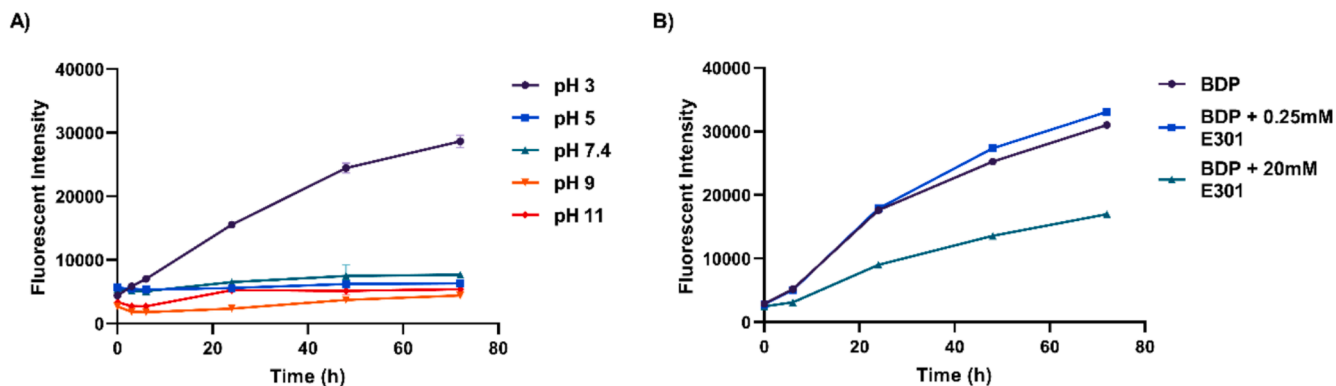 A)
Fluorescent Intensity
40000
30000
20000
10000
0
0 20 40 60 80
Time (h)
pH 3
pH 5
pH 7.4
pH 9
pH 11
B)
Fluorescent Intensity
40000
30000
20000
10000
0
0 20 40 60 80
Time (h)
BDP
BDP + 0.25mM
E301
BDP + 20mM
E301